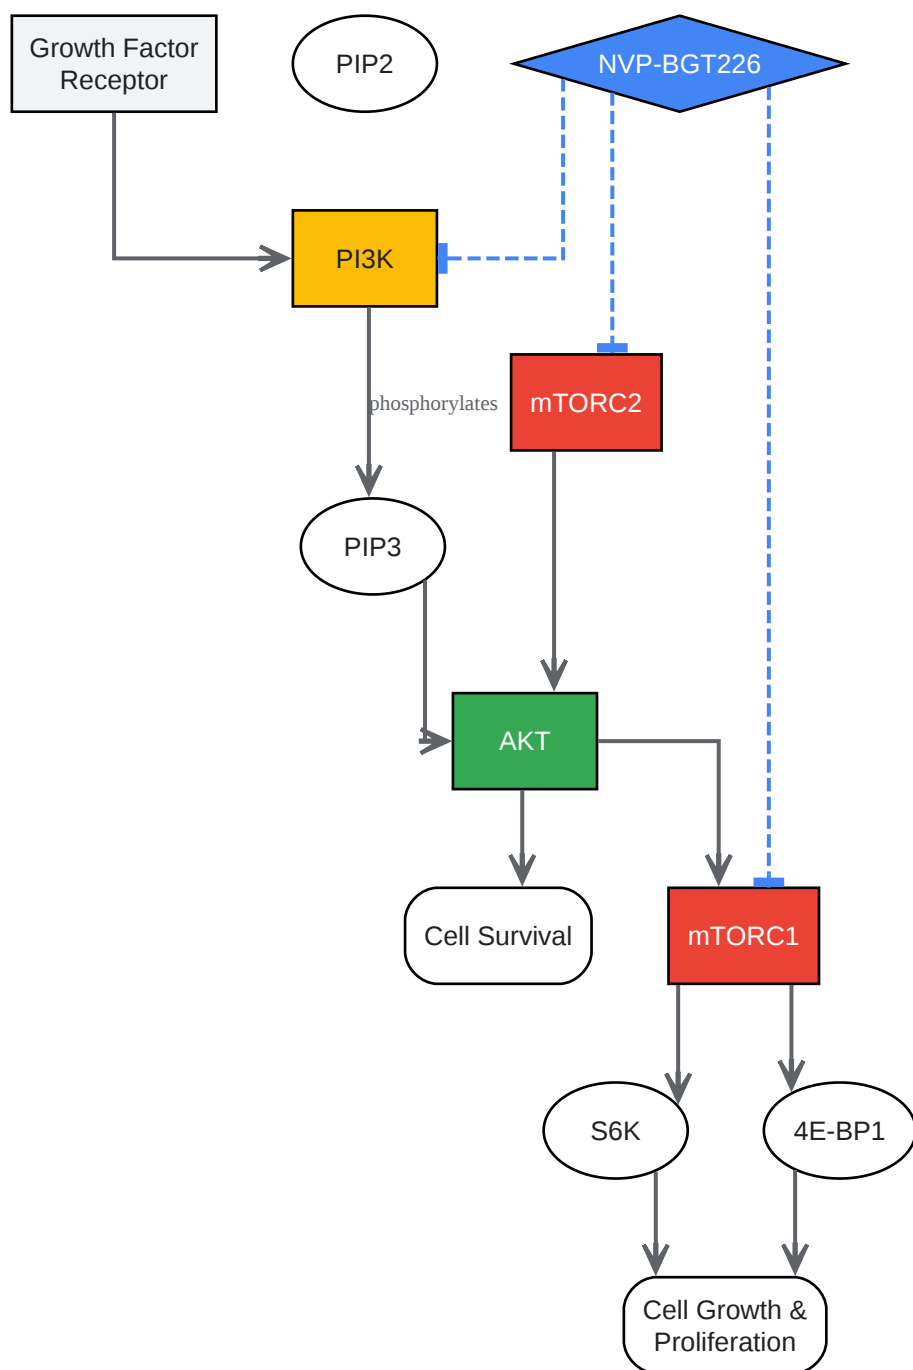 Growth Factor
Receptor
PIP2
NVP-BGT226
PI3K
phosphorylates
mTORC2
PIP3
AKT
Cell Survival
mTORC1
S6K
4E-BP1
Cell Growth &
Proliferation